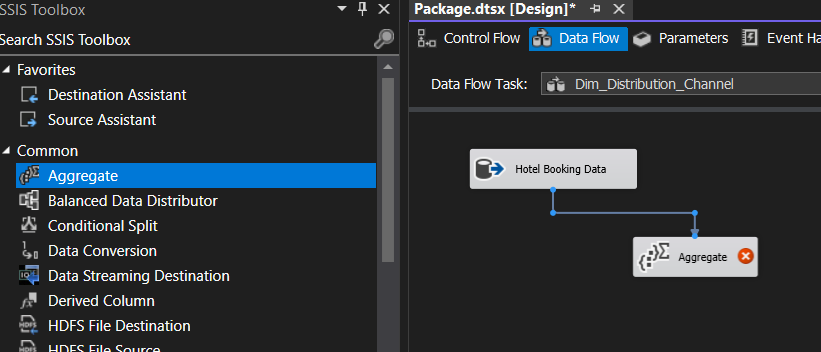 SSIS Toolbox
Search SSIS Toolbox
Favorites
Destination Assistant
Source Assistant
Common
Aggregate
Balanced Data Distributor
Conditional Split
Data Conversion
Data Streaming Destination
Derived Column
HDFS File Destination
HDFS File Source
Package.dtsx [Design]*
Control Flow
Data Flow
Parameters
Event Ha
Data Flow Task:
Dim_Distribution_Channel
Hotel Booking Data
Aggregate